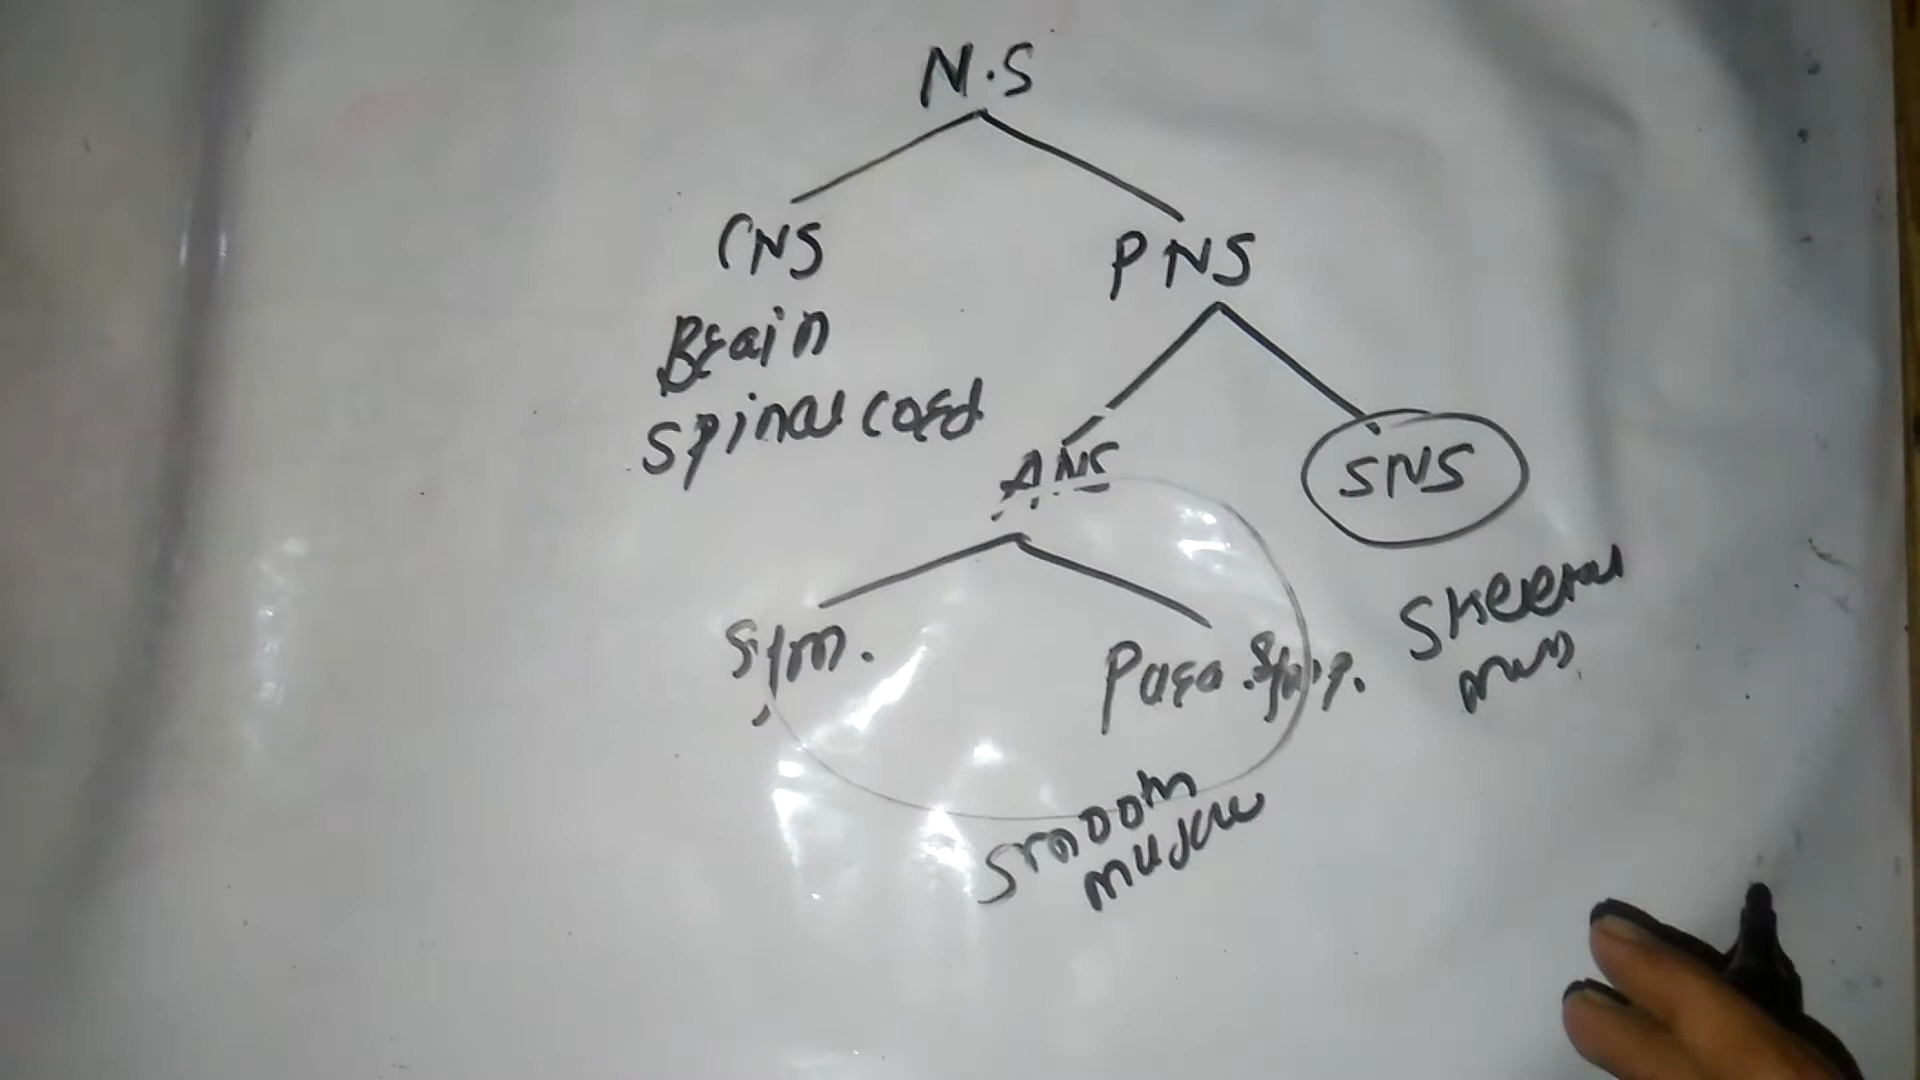 N.S
CNS
PNS
Brain
Spinal cord
ANS
SNS
Sym.
Para.Symp.
Skeletal
mus
Smooth
muscle